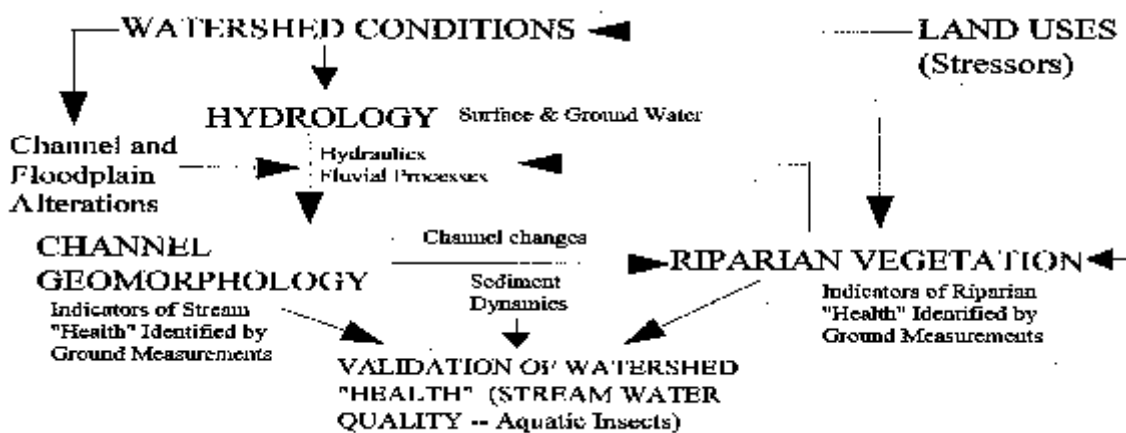 WATERSHED CONDITIONS
LAND USES
(Stressors)
HYDROLOGY Surface & Ground Water
Channel and
Floodplain
Alterations
Hydraulics
Fluvial Processes
CHANNEL
GEOMORPHOLOGY
Indicators of Stream
"Health" Identified by
Ground Measurements
Channel changes
Sediment
Dynamics
RIPARIAN VEGETATION
Indicators of Riparian
"Health" Identified by
Ground Measurements
VALIDATION OF WATERSHED
"HEALTH" (STREAM WATER
QUALITY -- Aquatic Insects)